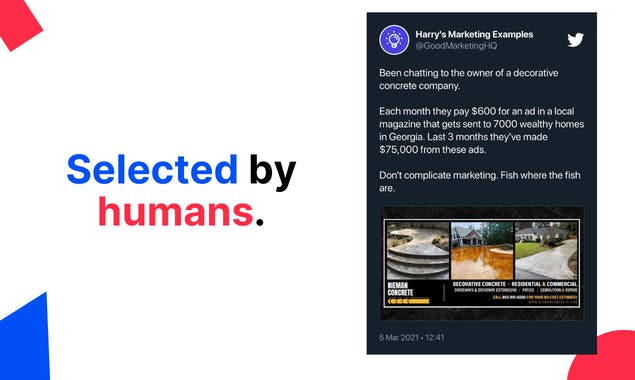 Selected by
humans.
Harry's Marketing Examples
@GoodMarketingHQ
Been chatting to the owner of a decorative
concrete company.
Each month they pay $600 for an ad in a local
magazine that gets sent to 7000 wealthy homes
in Georgia. Last 3 months they've made
$75,000 from these ads.
Don't complicate marketing. Fish where the fish
are.
NIEMAN
CONCRETE
DECORATIVE CONCRETE • RESIDENTIAL & COMMERCIAL
DRIVEWAYS & DRIVEWAY EXTENSIONS • PATIOS • DEMOLITION & REPAIR
FOR YOUR NO COST ESTIMATE!
5 Mar 2021 • 12:41